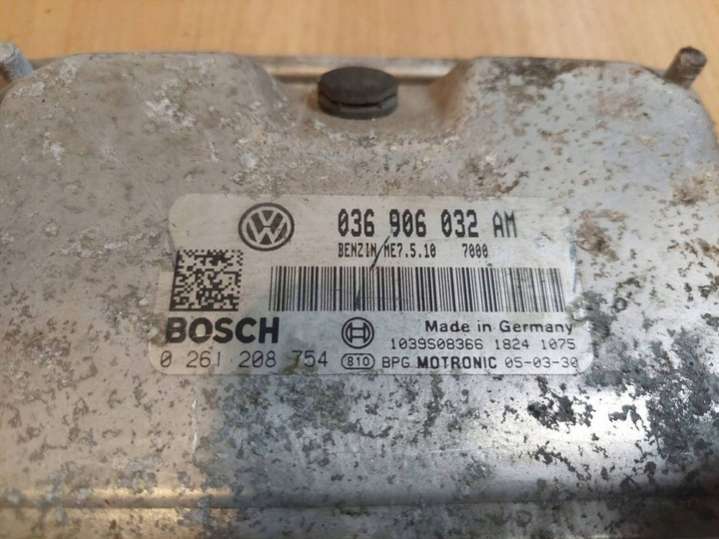 036 906 032 AM
BENZIN ME7.5.10 7000
BOSCH
Made in Germany
1039S08366 1824 1075
0 261 208 754 810 BPG MOTRONIC 05-03-30